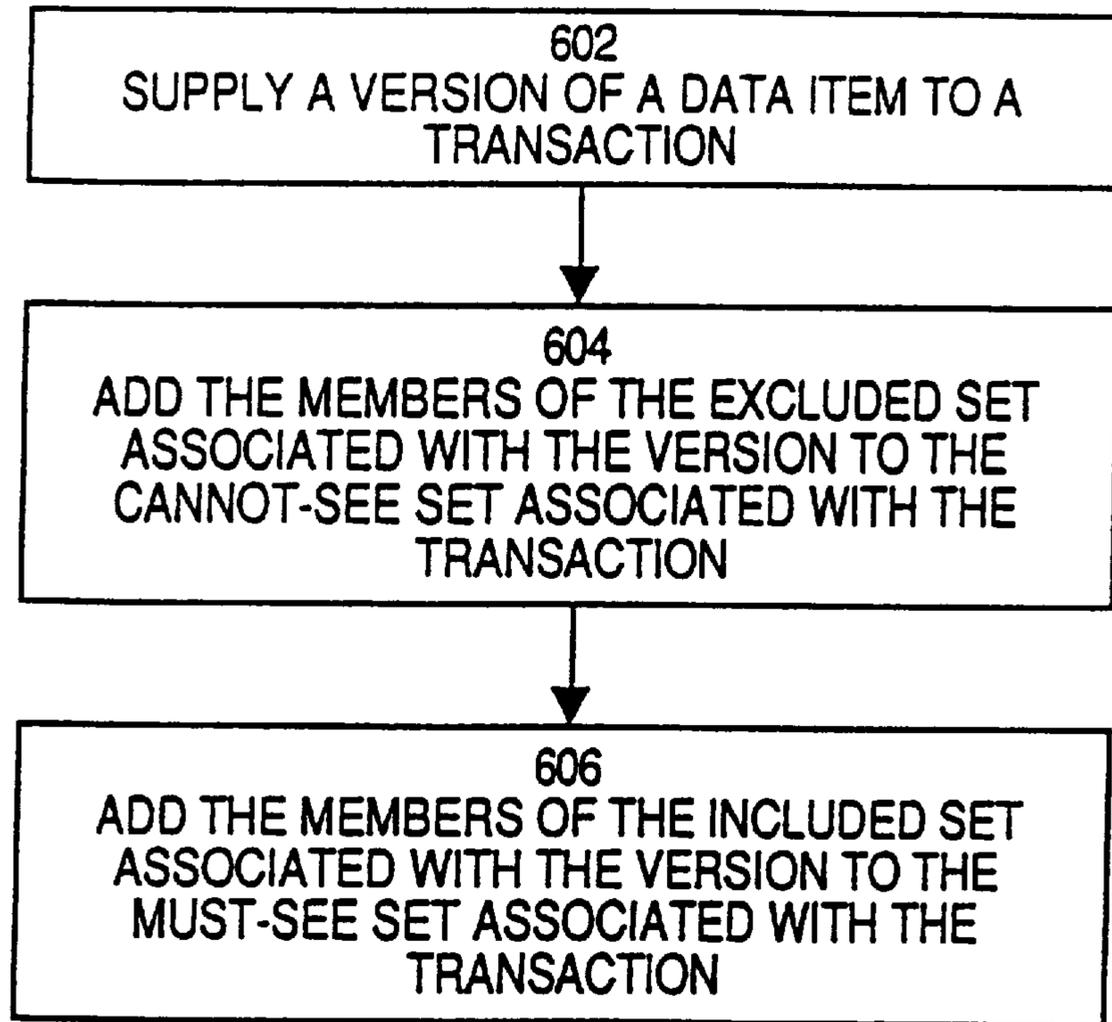 602
SUPPLY A VERSION OF A DATA ITEM TO A
TRANSACTION
604
ADD THE MEMBERS OF THE EXCLUDED SET
ASSOCIATED WITH THE VERSION TO THE
CANNOT-SEE SET ASSOCIATED WITH THE
TRANSACTION
606
ADD THE MEMBERS OF THE INCLUDED SET
ASSOCIATED WITH THE VERSION TO THE
MUST-SEE SET ASSOCIATED WITH THE
TRANSACTION